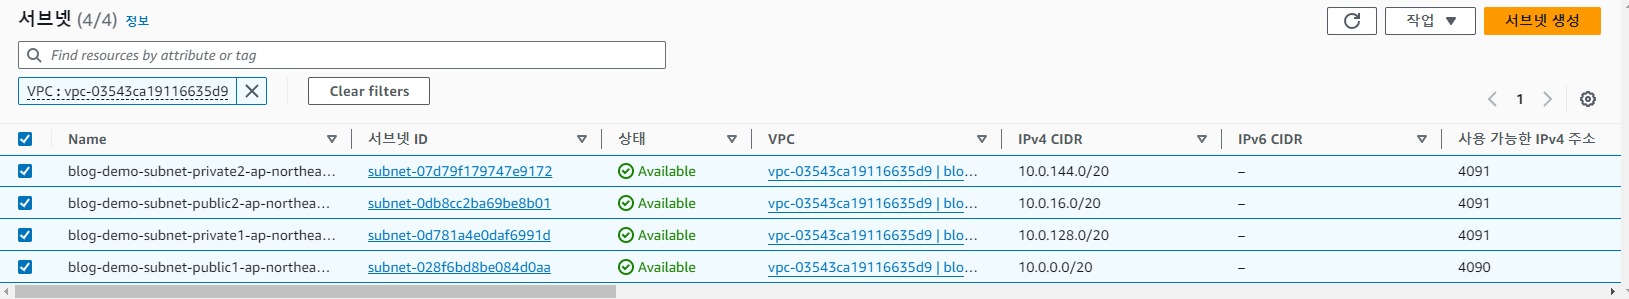 서브넷 (4/4) 정보
작업 서브넷 생성
Find resources by attribute or tag
VPC : vpc-03543ca19116635d9 Clear filters
1
Name 서브넷 ID 상태 VPC IPv4 CIDR IPv6 CIDR 사용 가능한 IPv4 주소
blog-demo-subnet-private2-ap-northea... subnet-07d79f179747e9172 Available vpc-03543ca19116635d9 | blo... 10.0.144.0/20 – 4091
blog-demo-subnet-public2-ap-northea... subnet-0db8cc2ba69be8b01 Available vpc-03543ca19116635d9 | blo... 10.0.16.0/20 – 4091
blog-demo-subnet-private1-ap-northea... subnet-0d781a4e0daf6991d Available vpc-03543ca19116635d9 | blo... 10.0.128.0/20 – 4091
blog-demo-subnet-public1-ap-northea... subnet-028f6bd8be084d0aa Available vpc-03543ca19116635d9 | blo... 10.0.0.0/20 – 4090